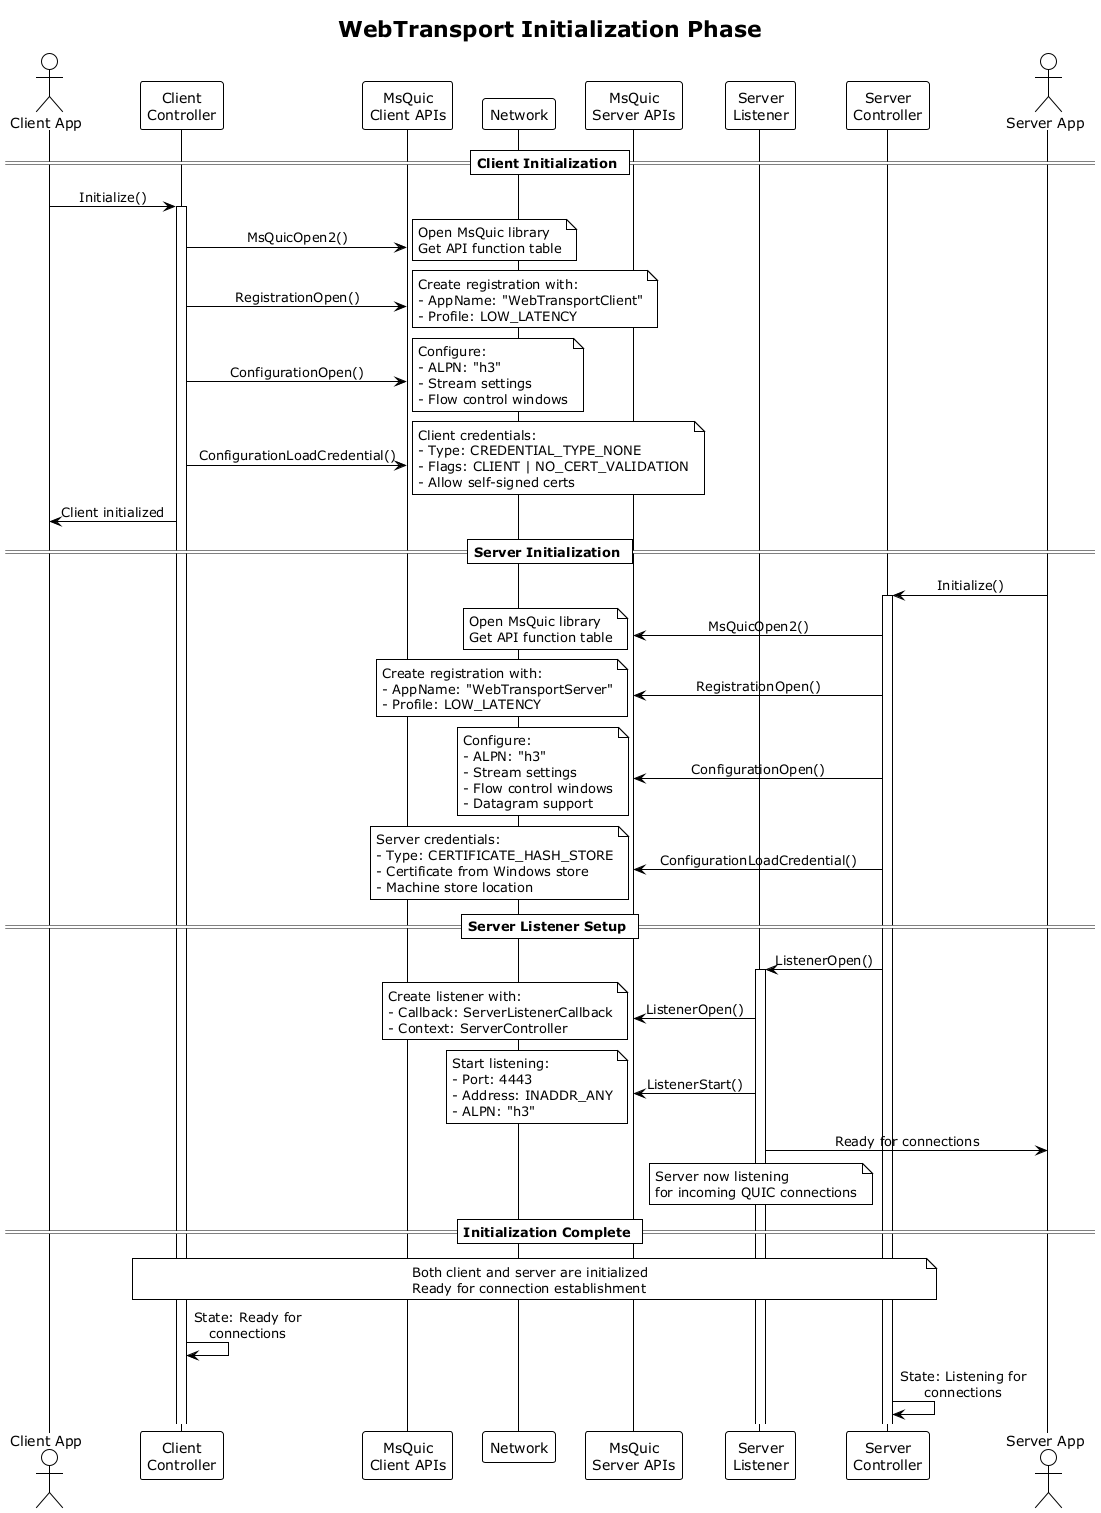 WebTransport Initialization Phase
Client App
Client
Controller
MsQuic
Client APIs
Network
MsQuic
Server APIs
Server
Listener
Server
Controller
Server App
Client Initialization
Initialize()
MsQuicOpen2()
Open MsQuic library
Get API function table
RegistrationOpen()
Create registration with:
- AppName: "WebTransportClient"
- Profile: LOW_LATENCY
ConfigurationOpen()
Configure:
- ALPN: "h3"
- Stream settings
- Flow control windows
ConfigurationLoadCredential()
Client credentials:
- Type: CREDENTIAL_TYPE_NONE
- Flags: CLIENT | NO_CERT_VALIDATION
- Allow self-signed certs
Client initialized
Server Initialization
Initialize()
Open MsQuic library
Get API function table
MsQuicOpen2()
Create registration with:
- AppName: "WebTransportServer"
- Profile: LOW_LATENCY
RegistrationOpen()
Configure:
- ALPN: "h3"
- Stream settings
- Flow control windows
- Datagram support
ConfigurationOpen()
Server credentials:
- Type: CERTIFICATE_HASH_STORE
- Certificate from Windows store
- Machine store location
ConfigurationLoadCredential()
Server Listener Setup
ListenerOpen()
Create listener with:
- Callback: ServerListenerCallback
- Context: ServerController
ListenerOpen()
Start listening:
- Port: 4443
- Address: INADDR_ANY
- ALPN: "h3"
ListenerStart()
Ready for connections
Server now listening
for incoming QUIC connections
Initialization Complete
Both client and server are initialized
Ready for connection establishment
State: Ready for
connections
State: Listening for
connections
Client App
Client
Controller
MsQuic
Client APIs
Network
MsQuic
Server APIs
Server
Listener
Server
Controller
Server App